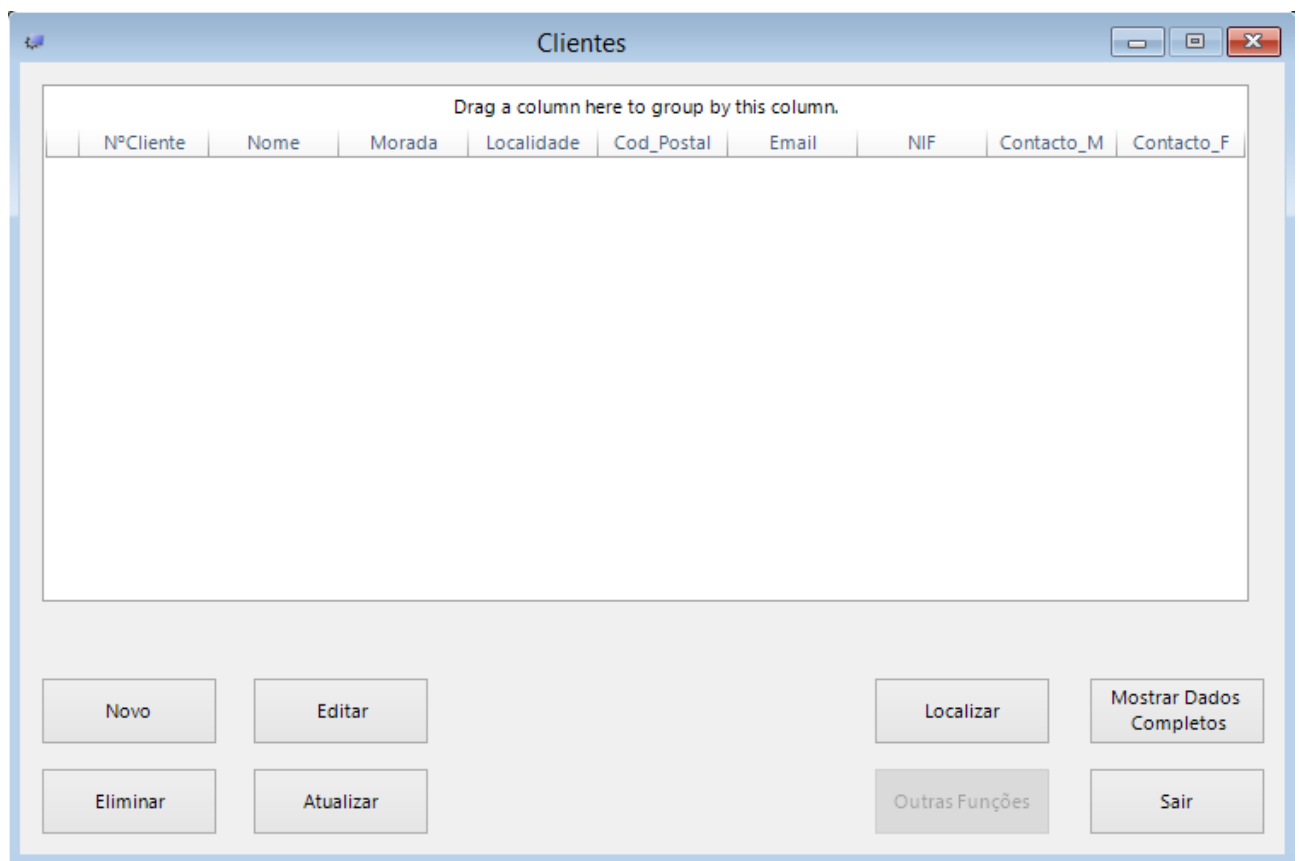 Clientes
Drag a column here to group by this column.
NºCliente Nome Morada Localidade Cod_Postal Email NIF Contacto_M Contacto_F
Novo Editar Localizar Mostrar Dados
Completos
Eliminar Atualizar Outras Funções Sair